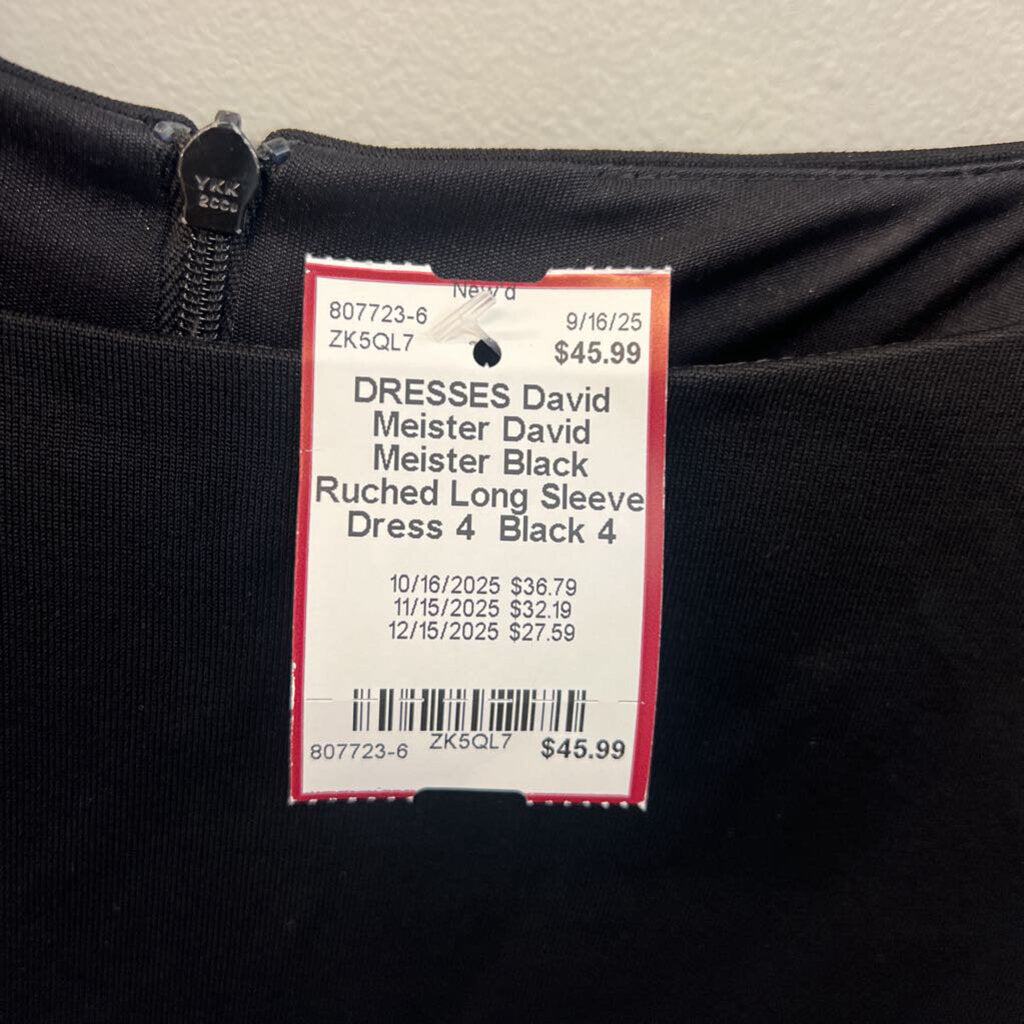 YKK
New'd
807723-6
9/16/25
ZK5QL7
$45.99
DRESSES David
Meister David
Meister Black
Ruched Long Sleeve
Dress 4 Black 4
10/16/2025 $36.79
11/15/2025 $32.19
12/15/2025 $27.59
807723-6
ZK5QL7
$45.99